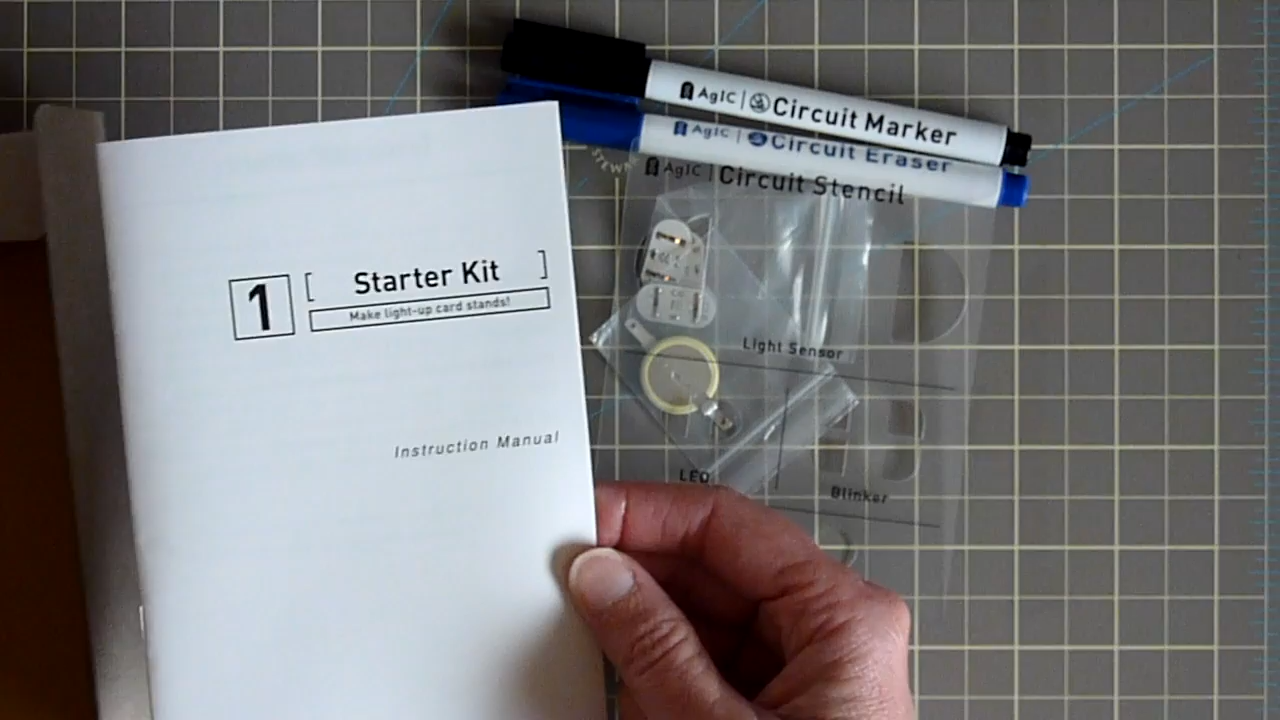 AgIC | Circuit Marker
AgIC | Circuit Eraser
AgIC | Circuit Stencil
1
[ Starter Kit ]
Make light-up card stands!
Light Sensor
Instruction Manual
LED
Blinker